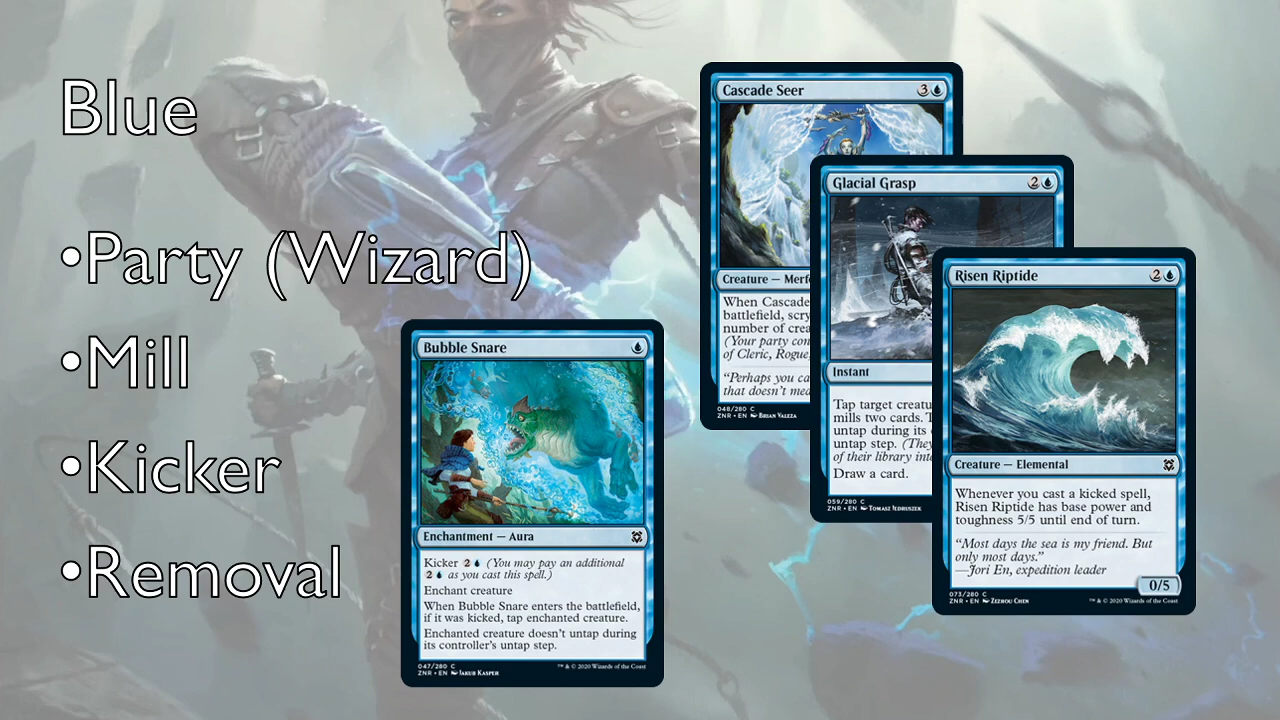 Blue
•Party (Wizard)
•Mill
•Kicker
•Removal
Bubble Snare
Enchantment — Aura
Kicker 2 (You may pay an additional
2 as you cast this spell.)
Enchant creature
When Bubble Snare enters the battlefield,
if it was kicked, tap enchanted creature.
Enchanted creature doesn't untap during
its controller's untap step.
047/280 C
ZNR • EN Jakub Kasper
™ & © 2020 Wizards of the Coast
Cascade Seer 3
Creature — Merf
When Cascade
battlefield, scry
number of crea
(Your party con
of Cleric, Rogue,
“Perhaps you ca
that doesn't mea
048/280 C
ZNR • EN Brian Valeza
Glacial Grasp 2
Instant
Tap target creatu
mills two cards. T
untap during its
untap step. (They
of their library into
Draw a card.
059/280 C
ZNR • EN Tomasz Jedruszek
Risen Riptide 2
Creature — Elemental
Whenever you cast a kicked spell,
Risen Riptide has base power and
toughness 5/5 until end of turn.
“Most days the sea is my friend. But
only most days.”
—Jori En, expedition leader
0/5
073/280 C
ZNR • EN Zezhou Chen
™ & © 2020 Wizards of the Coast